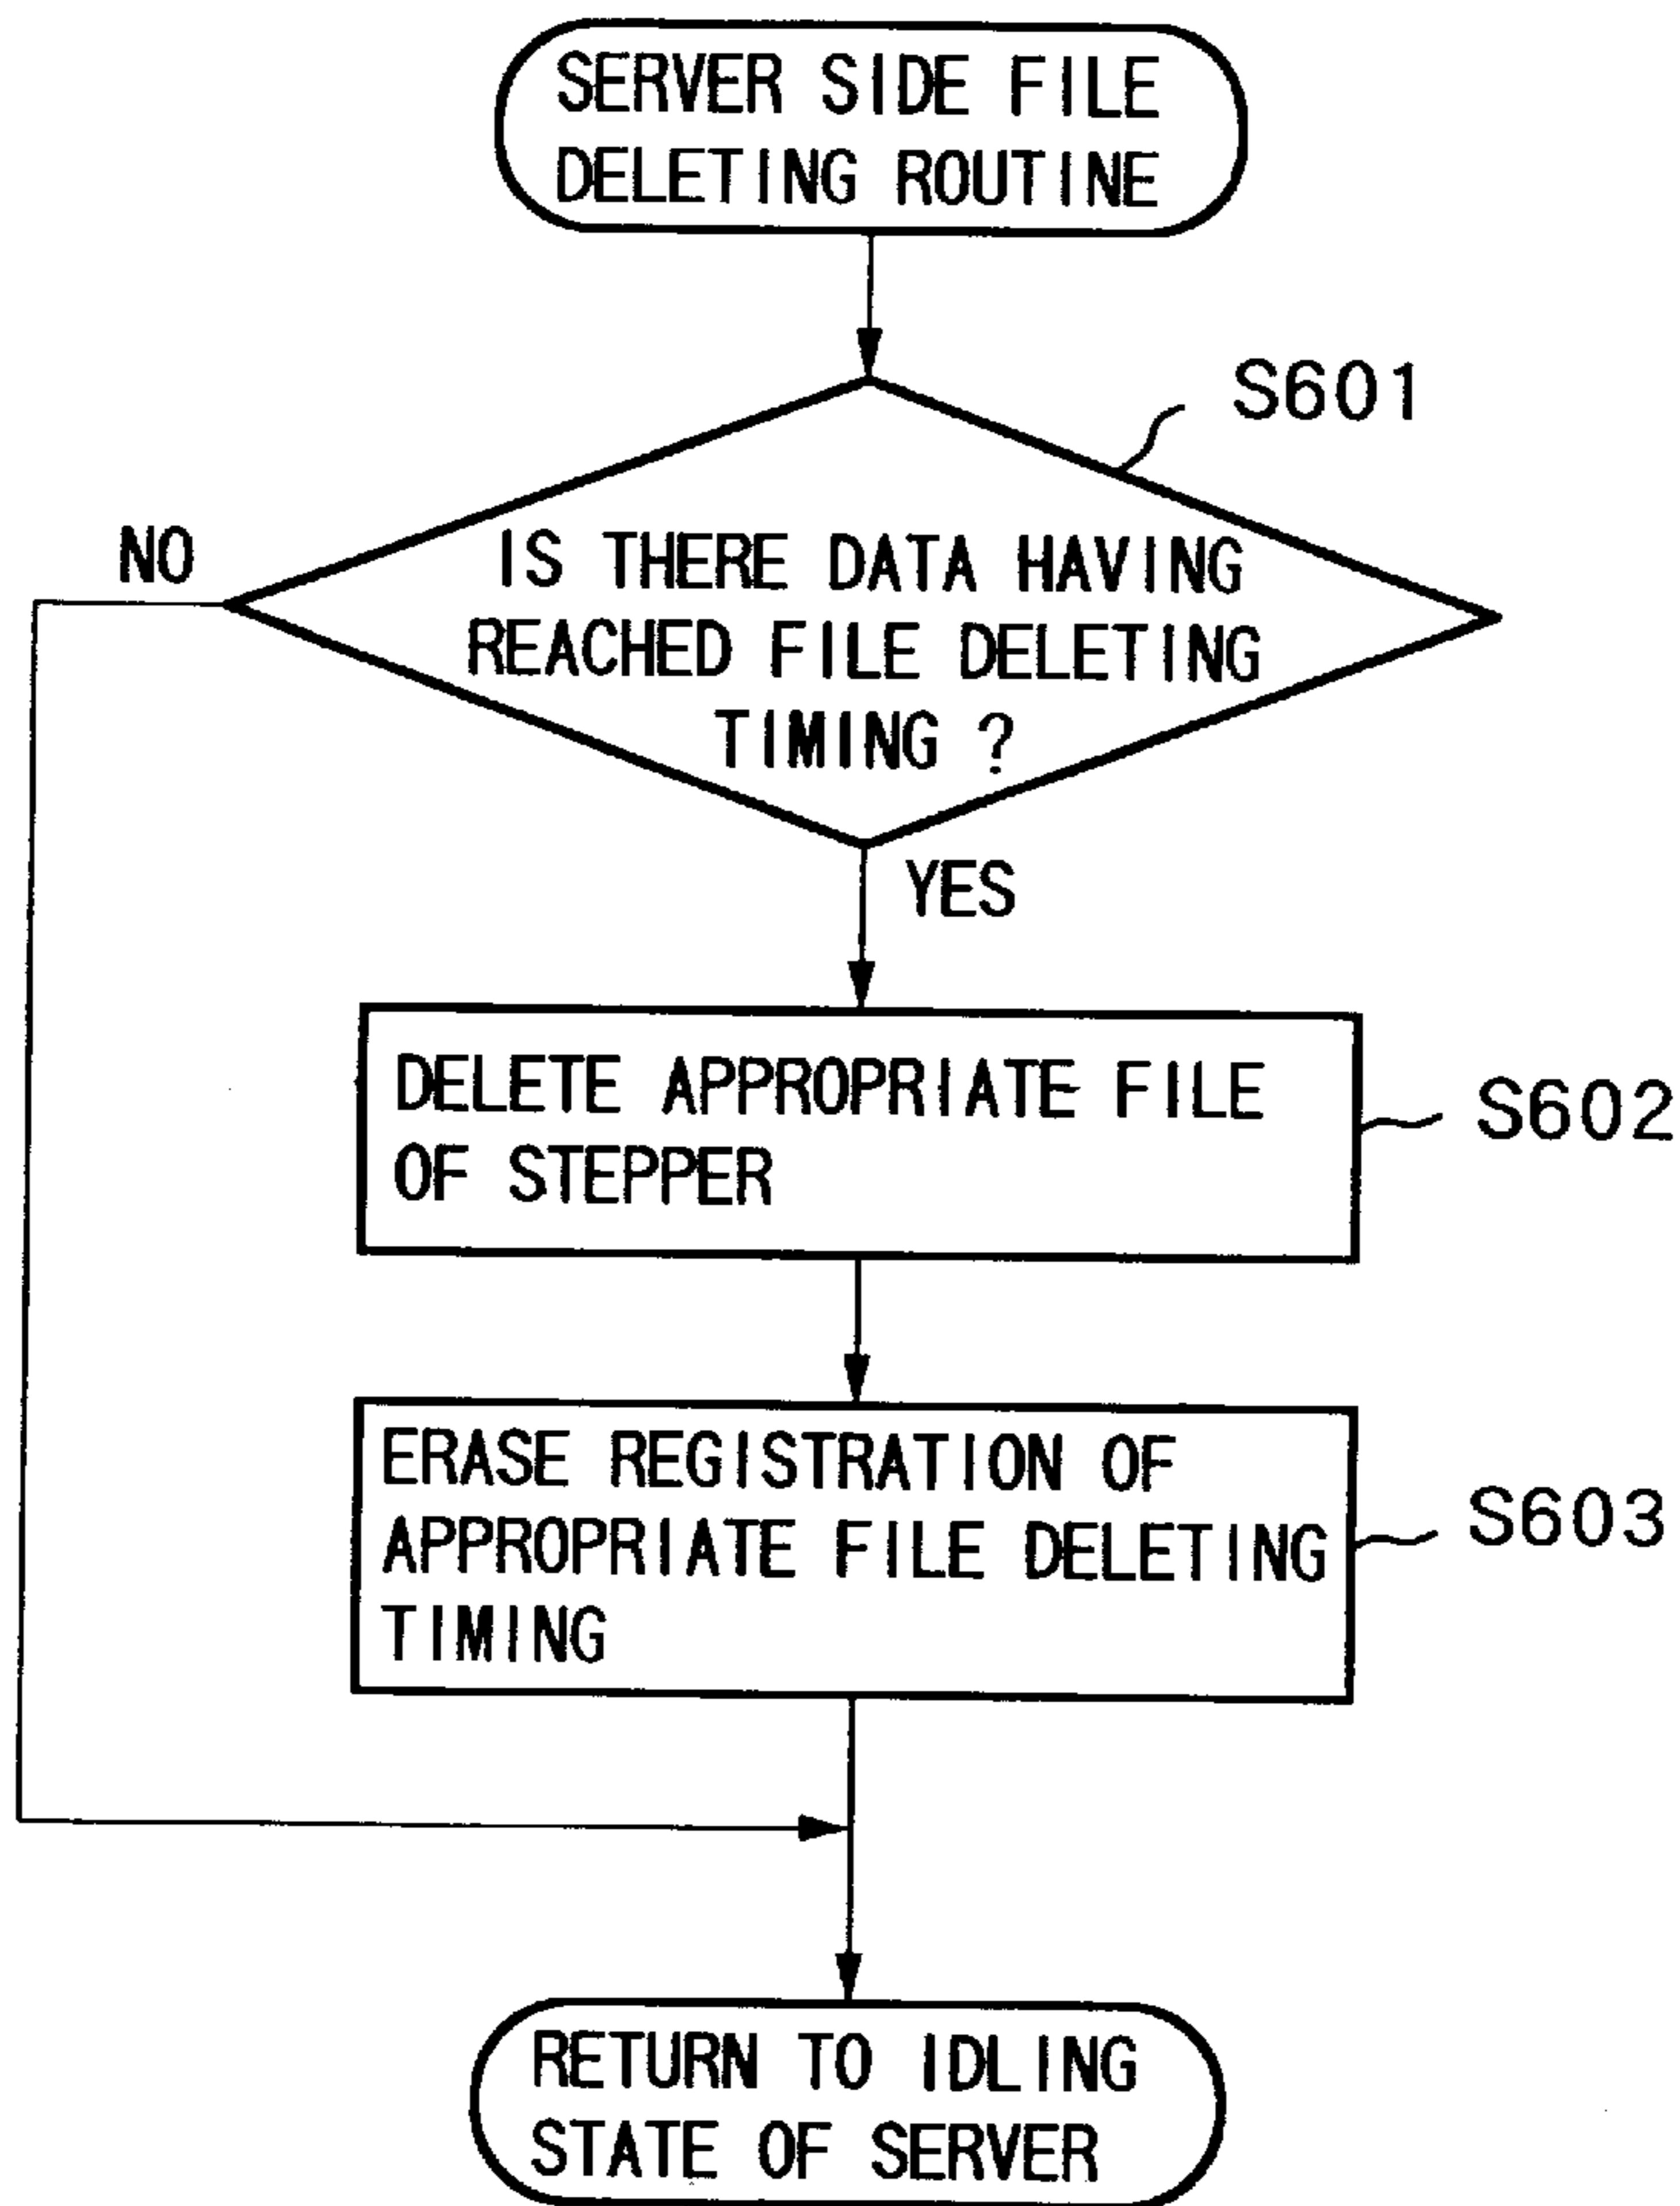 SERVER SIDE FILE
DELETING ROUTINE
S601
NO
IS THERE DATA HAVING
REACHED FILE DELETING
TIMING ?
YES
DELETE APPROPRIATE FILE
OF STEPPER
S602
ERASE REGISTRATION OF
APPROPRIATE FILE DELETING
TIMING
S603
RETURN TO IDLING
STATE OF SERVER